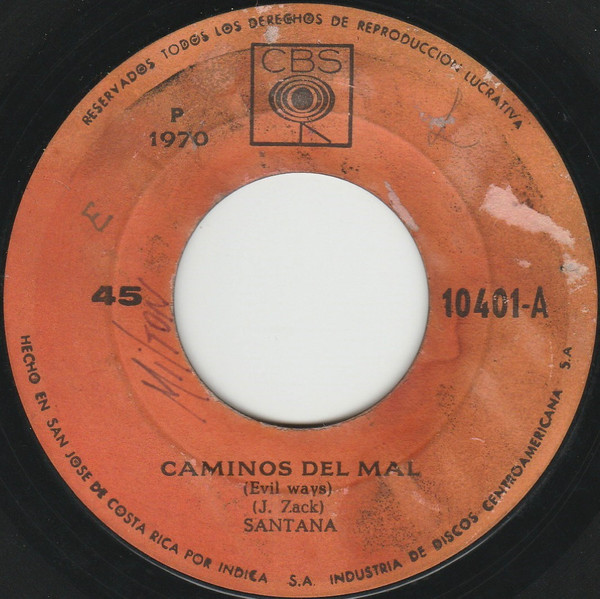 RESERVADOS TODOS LOS DERECHOS DE REPRODUCCION LUCRATIVA
CBS
P
1970
E
45
10401-A
Milton
CAMINOS DEL MAL
(Evil ways)
(J. Zack)
SANTANA
HECHO EN SAN JOSE DE COSTA RICA POR INDICA S.A. INDUSTRIA DE DISCOS CENTROAMERICANA S.A